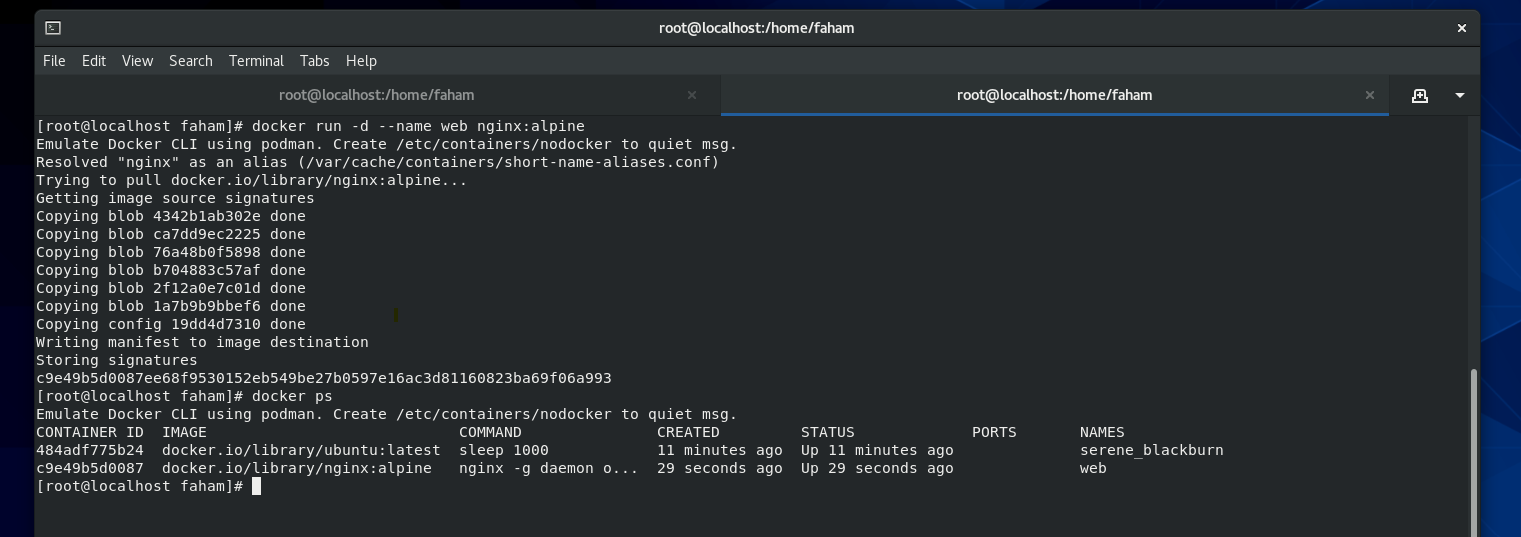 root@localhost:/home/faham
File Edit View Search Terminal Tabs Help
root@localhost:/home/faham root@localhost:/home/faham
[root@localhost faham]# docker run -d --name web nginx:alpine
Emulate Docker CLI using podman. Create /etc/containers/nodocker to quiet msg.
Resolved "nginx" as an alias (/var/cache/containers/short-name-aliases.conf)
Trying to pull docker.io/library/nginx:alpine...
Getting image source signatures
Copying blob 4342b1ab302e done
Copying blob ca7dd9ec2225 done
Copying blob 76a48b0f5898 done
Copying blob b704883c57af done
Copying blob 2f12a0e7c01d done
Copying blob 1a7b9b9bbef6 done
Copying config 19dd4d7310 done
Writing manifest to image destination
Storing signatures
c9e49b5d0087ee68f9530152eb549be27b0597e16ac3d81160823ba69f06a993
[root@localhost faham]# docker ps
Emulate Docker CLI using podman. Create /etc/containers/nodocker to quiet msg.
CONTAINER ID  IMAGE                            COMMAND               CREATED         STATUS             PORTS       NAMES
484adf775b24  docker.io/library/ubuntu:latest  sleep 1000            11 minutes ago  Up 11 minutes ago              serene_blackburn
c9e49b5d0087  docker.io/library/nginx:alpine   nginx -g daemon o...  29 seconds ago  Up 29 seconds ago              web
[root@localhost faham]#